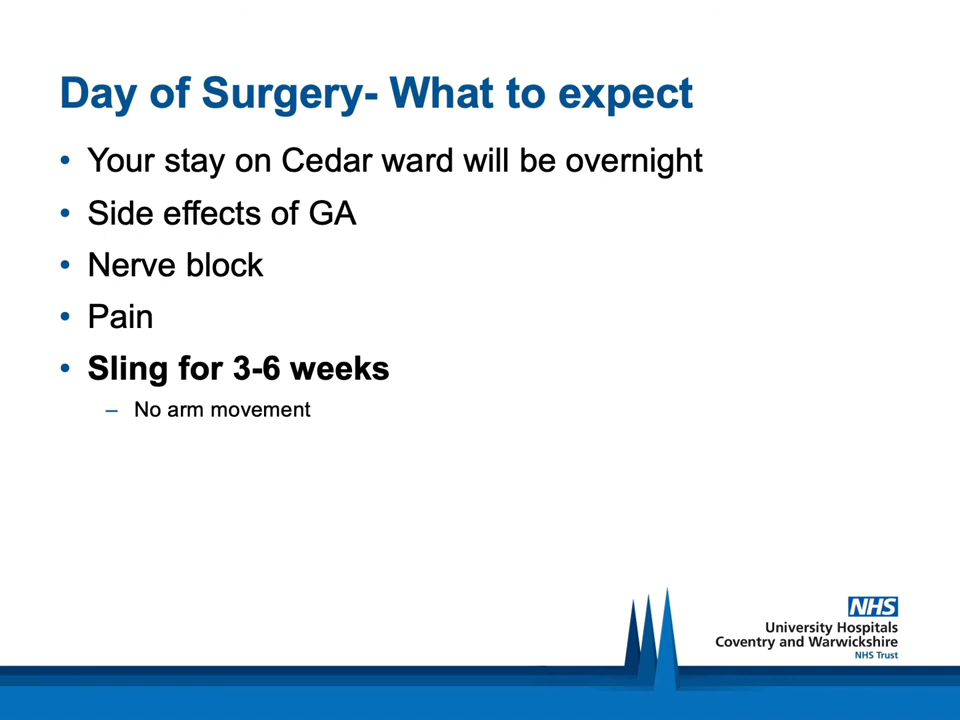 Day of Surgery- What to expect
• Your stay on Cedar ward will be overnight
• Side effects of GA
• Nerve block
• Pain
• Sling for 3-6 weeks
– No arm movement
NHS
University Hospitals
Coventry and Warwickshire
NHS Trust